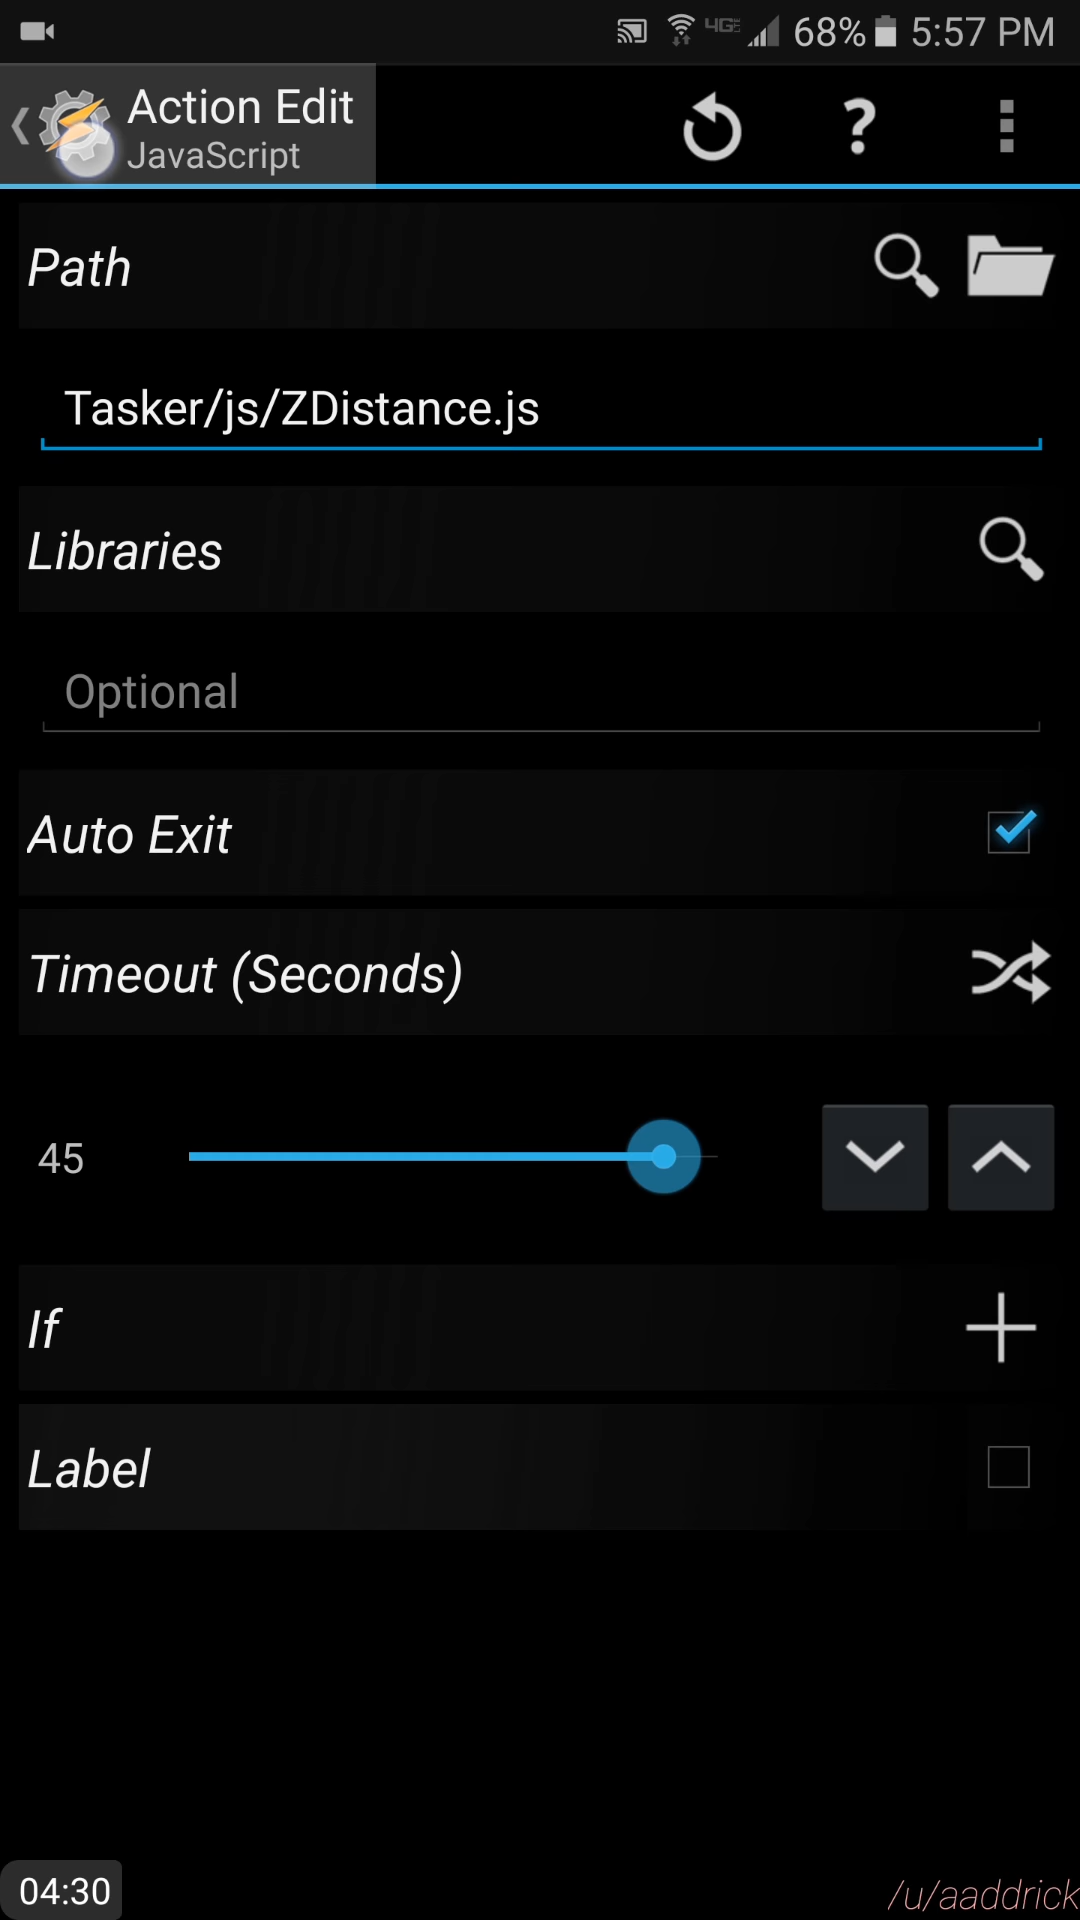 4GE 68% 5:57 PM
Action Edit
JavaScript
Path
Tasker/js/ZDistance.js
Libraries
Optional
Auto Exit
Timeout (Seconds)
45
If
Label
04:30
/u/aaddrick